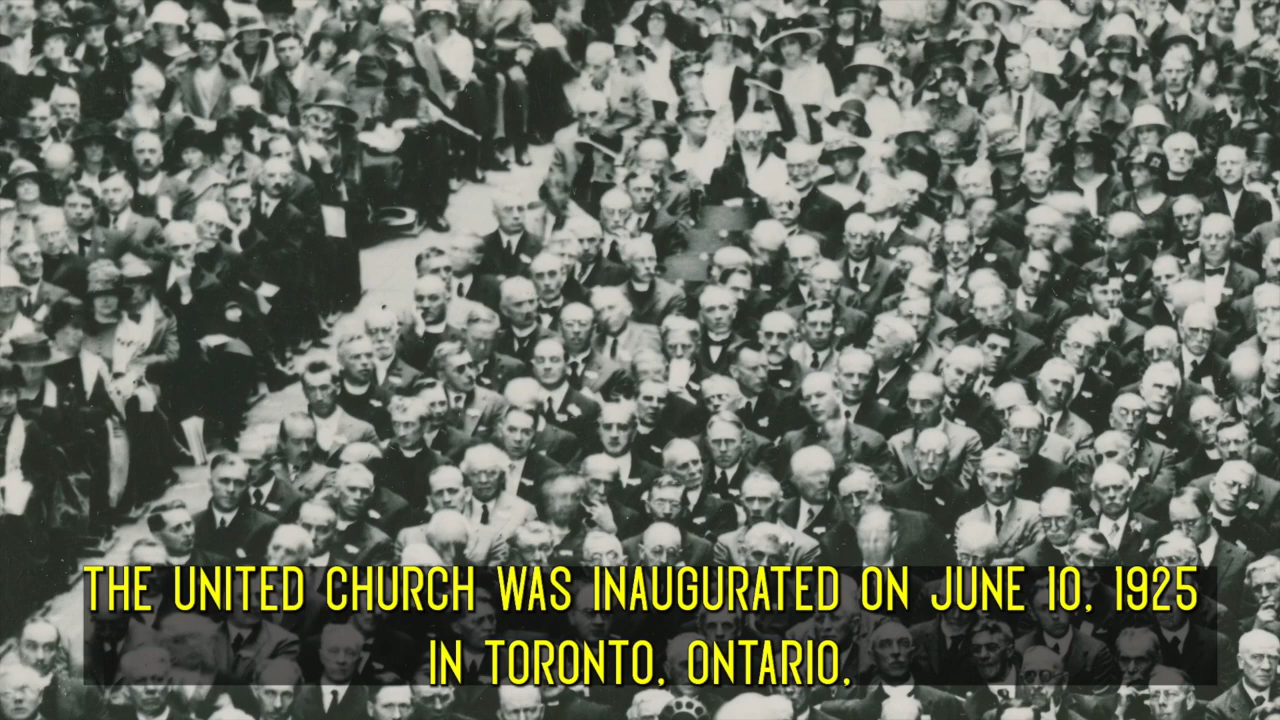 THE UNITED CHURCH WAS INAUGURATED ON JUNE 10, 1925
IN TORONTO, ONTARIO,